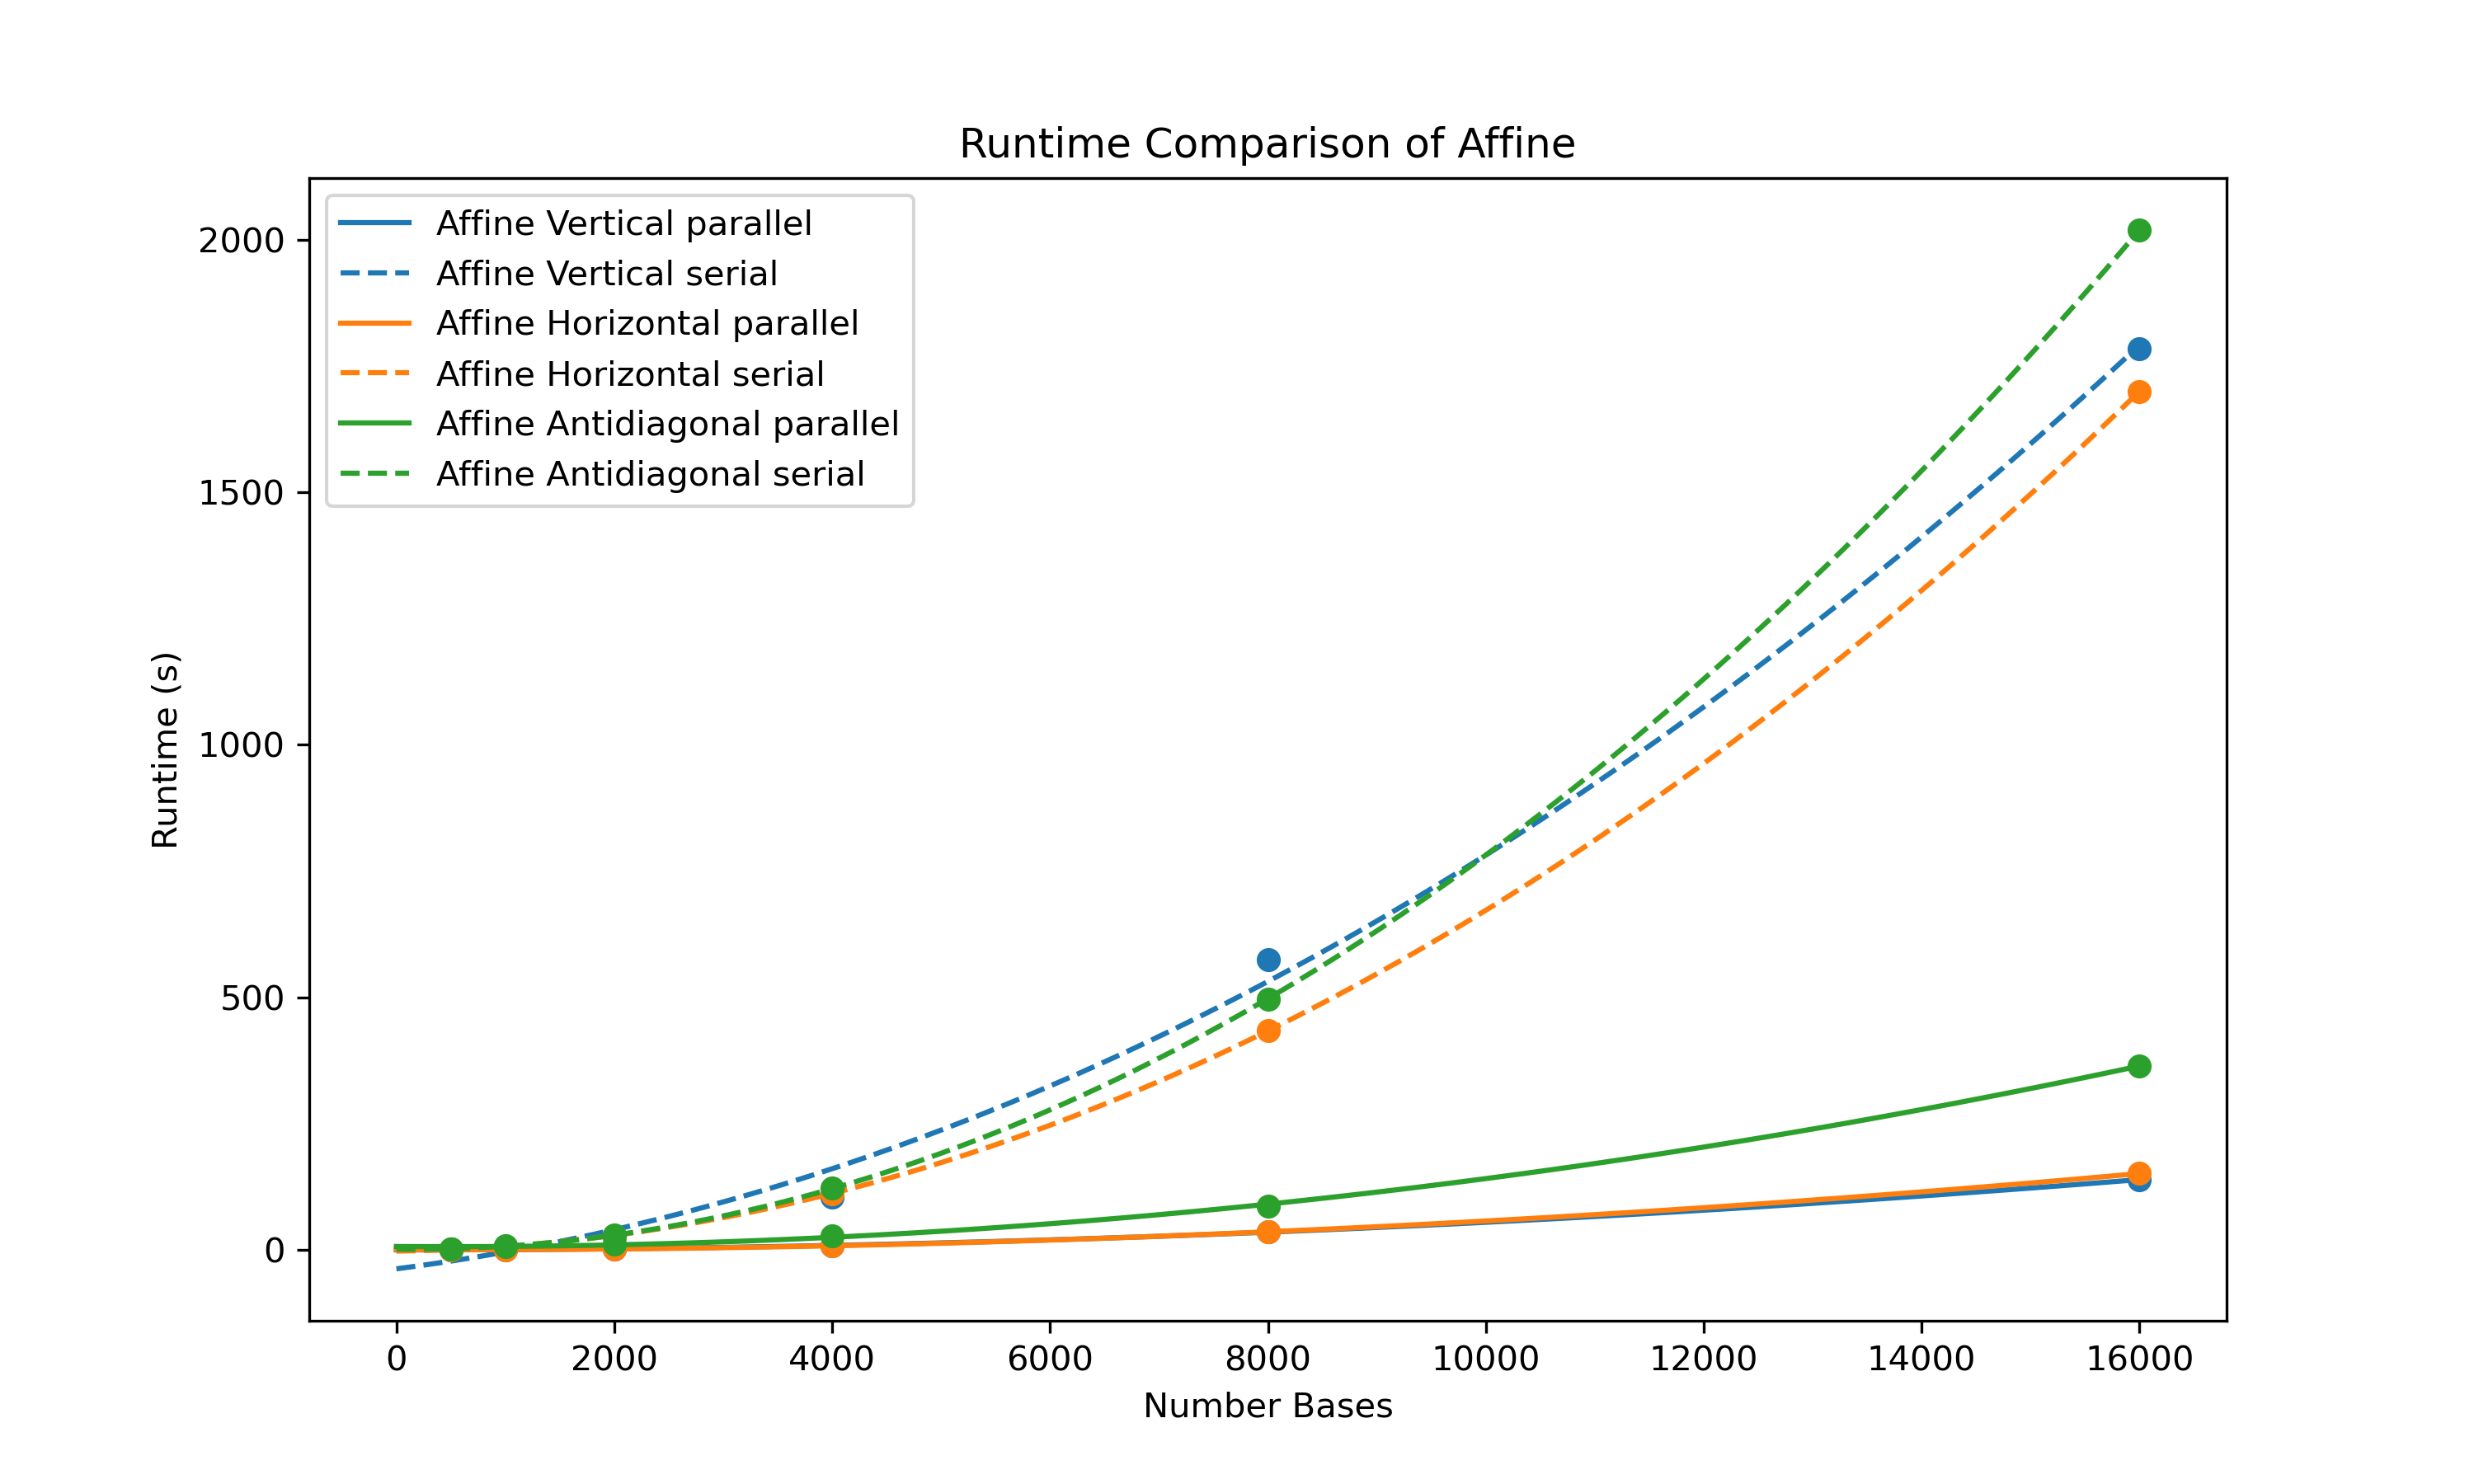 Runtime Comparison of Affine
Affine Vertical parallel
Affine Vertical serial
Affine Horizontal parallel
Affine Horizontal serial
Affine Antidiagonal parallel
Affine Antidiagonal serial
2000
1500
1000
500
0
Runtime (s)
0 2000 4000 6000 8000 10000 12000 14000 16000
Number Bases